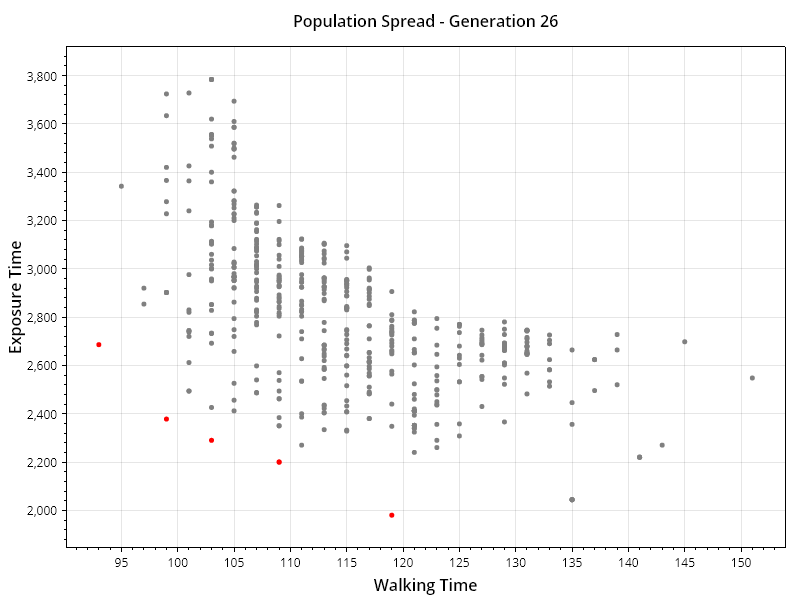 Population Spread - Generation 26
3,800
3,600
3,400
3,200
3,000
2,800
2,600
2,400
2,200
2,000
Exposure Time
95 100 105 110 115 120 125 130 135 140 145 150
Walking Time